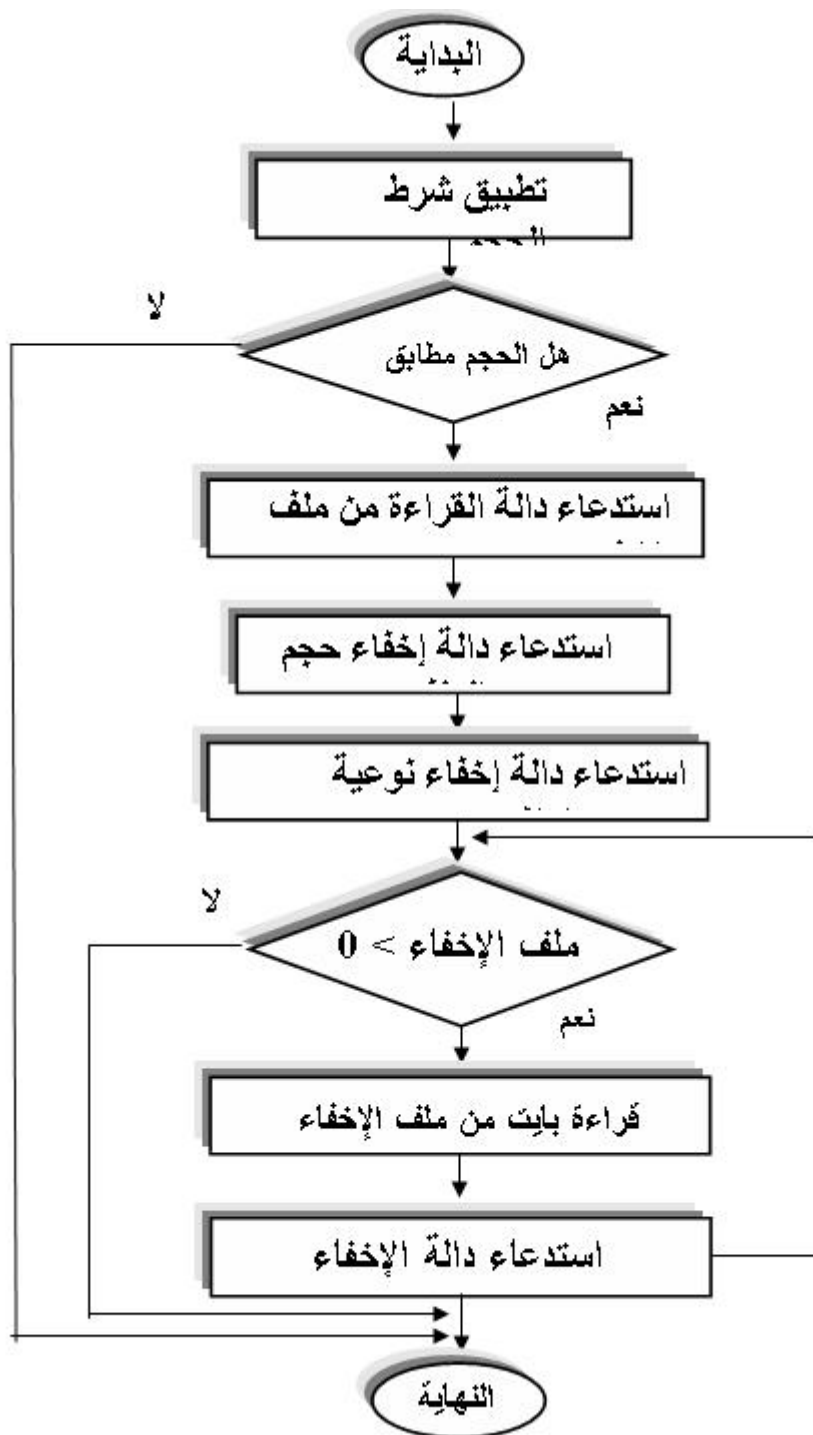 البداية
تطبيق شرط
لا
هل الحجم مطابق
نعم
استدعاء دالة القراءة من ملف
استدعاء دالة إخفاء حجم
استدعاء دالة إخفاء نوعية
لا
ملف الإخفاء > 0
نعم
قراءة بايت من ملف الإخفاء
استدعاء دالة الإخفاء
النهاية